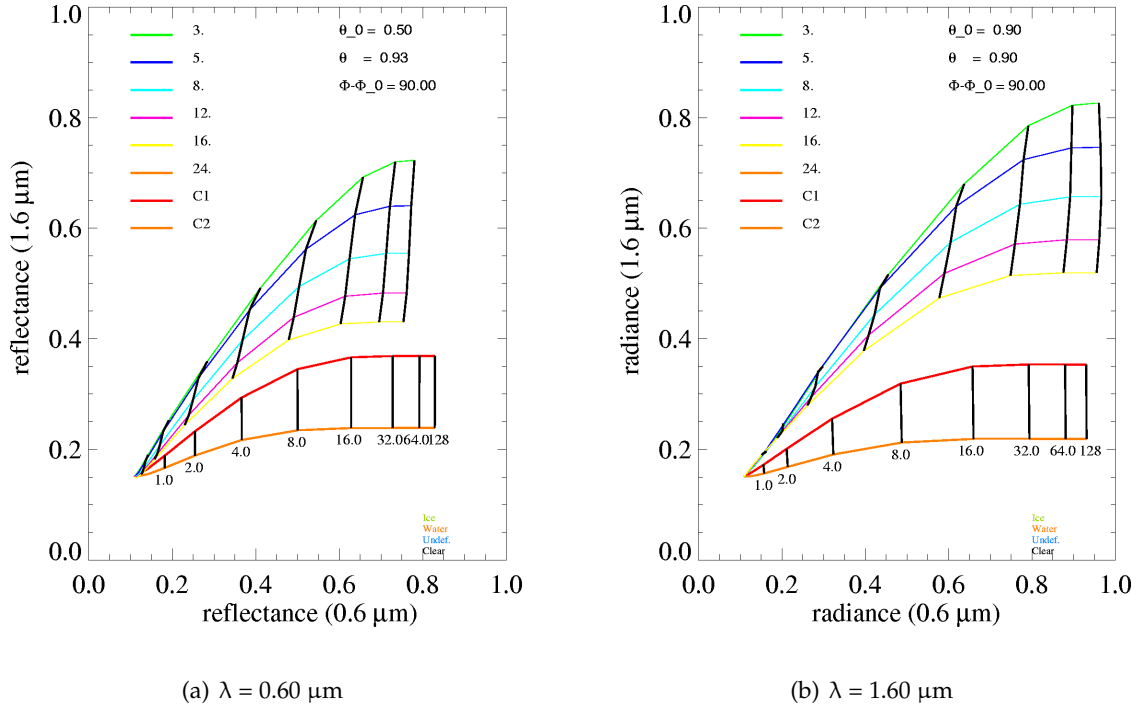 1.0
0.8
0.6
0.4
0.2
0.0
0.0 0.2 0.4 0.6 0.8 1.0
reflectance (1.6 μm)
reflectance (0.6 μm)
3.
5.
8.
12.
16.
24.
C1
C2
θ_0 = 0.50
θ = 0.93
Φ-Φ_0 = 90.00
1.0 2.0 4.0 8.0 16.0 32.0 64.0 128
Ice
Water
Undef.
Clear
(a) λ = 0.60 μm
1.0
0.8
0.6
0.4
0.2
0.0
0.0 0.2 0.4 0.6 0.8 1.0
radiance (1.6 μm)
radiance (0.6 μm)
3.
5.
8.
12.
16.
24.
C1
C2
θ_0 = 0.90
θ = 0.90
Φ-Φ_0 = 90.00
1.0 2.0 4.0 8.0 16.0 32.0 64.0 128
Ice
Water
Undef.
Clear
(b) λ = 1.60 μm